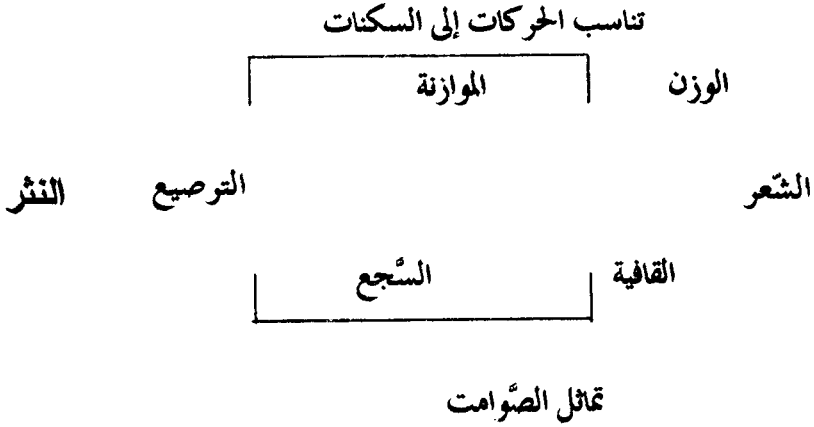 تناسب الحركات إلى السكنات
الوزن الموازنة
الشّعر الترصيع النثر
القافية السَّجع
تماثل الصَّوامت